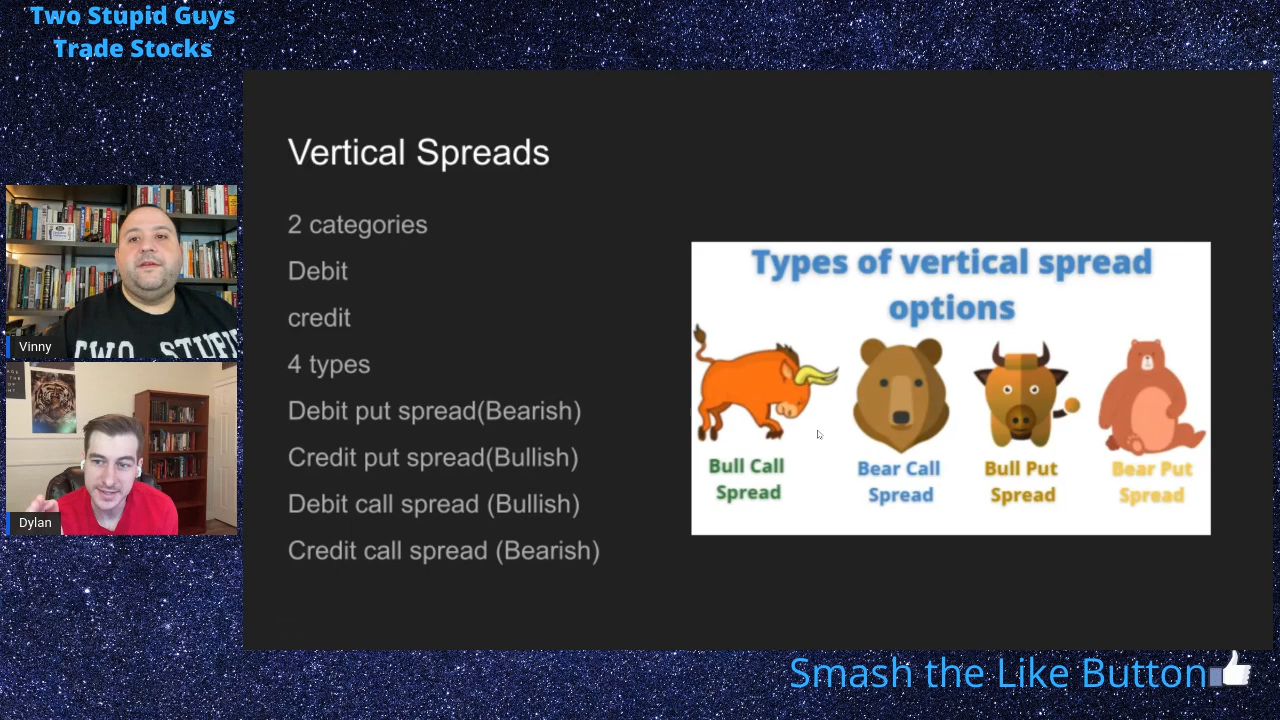 Two Stupid Guys
Trade Stocks
Vertical Spreads
2 categories
Debit
credit
4 types
Debit put spread(Bearish)
Credit put spread(Bullish)
Debit call spread (Bullish)
Credit call spread (Bearish)
Types of vertical spread
options
Bull Call
Spread
Bear Call
Spread
Bull Put
Spread
Bear Put
Spread
TWO STUPI
Vinny
Dylan
Smash the Like Button